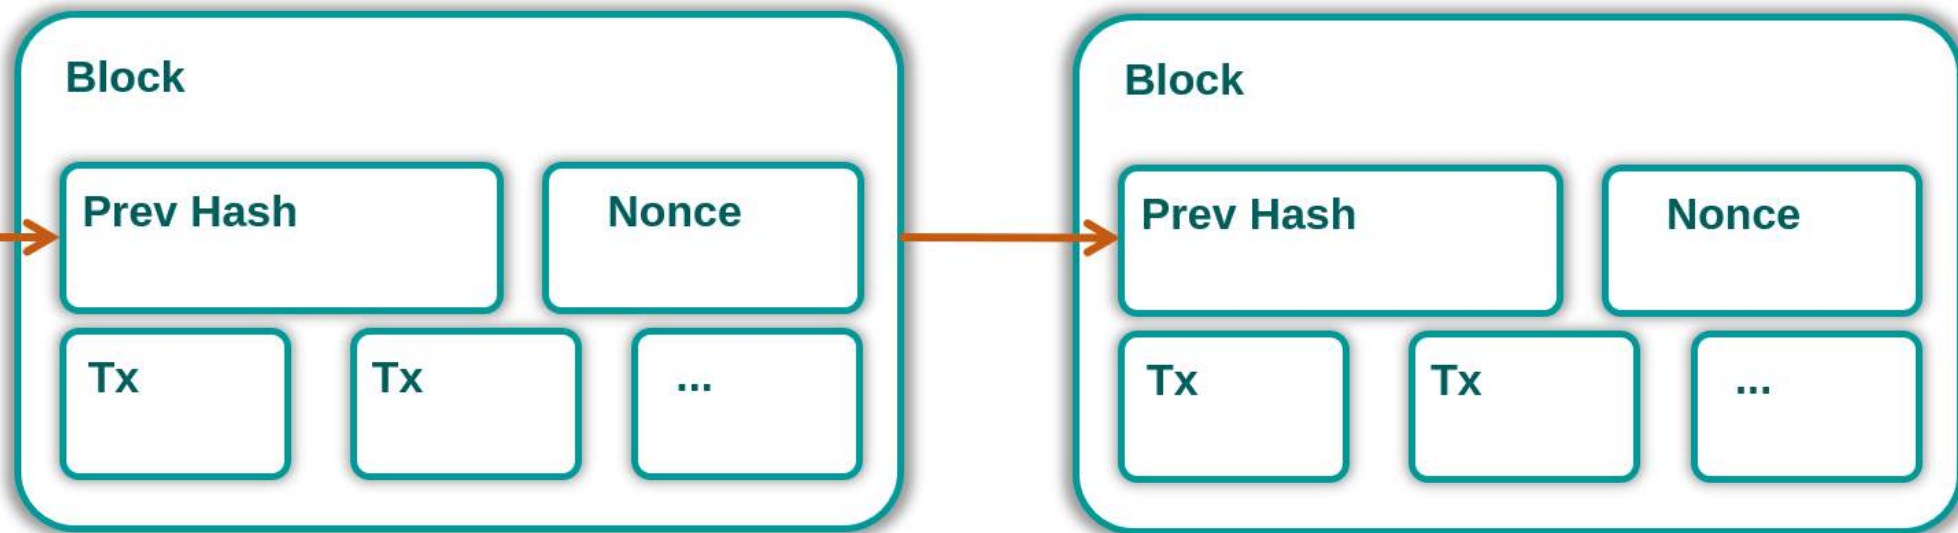 Block
Prev Hash
Nonce
Tx
Tx
...
Block
Prev Hash
Nonce
Tx
Tx
...